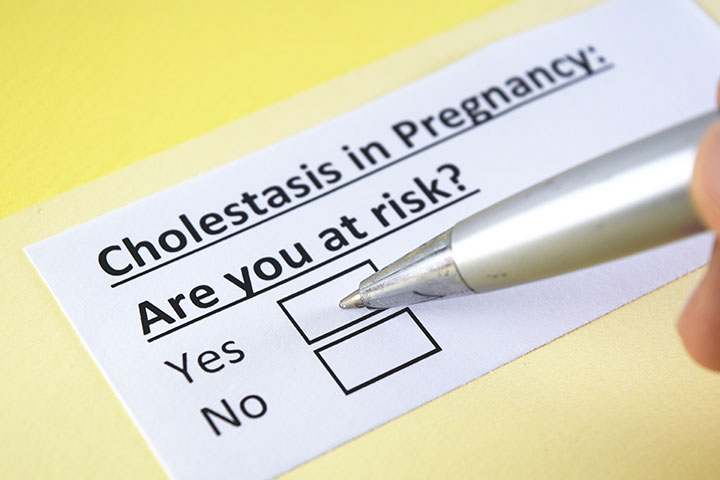 Cholestasis in Pregnancy:
Are you at risk?
Yes
No